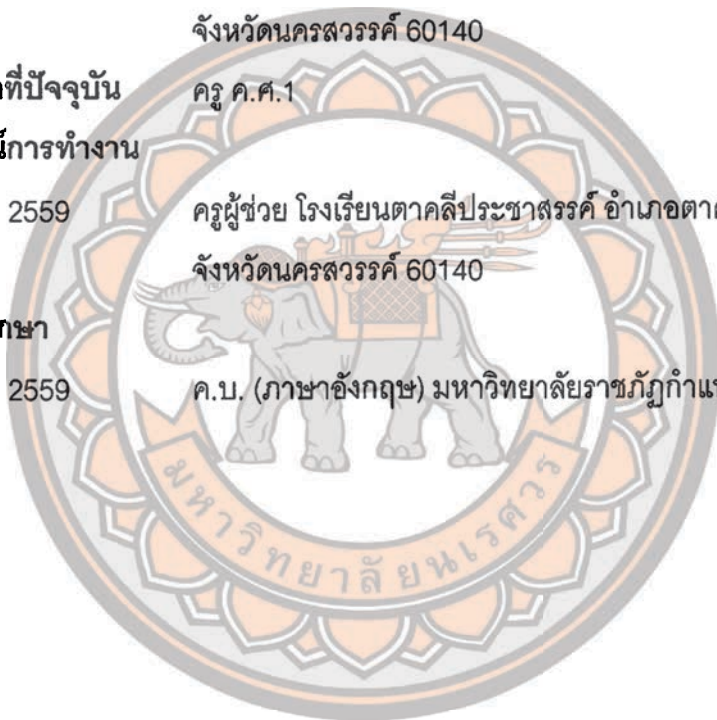 จังหวัดนครสวรรค์ 60140
ที่ปัจจุบัน ครู ค.ศ.1
การทำงาน
2559 ครูผู้ช่วย โรงเรียนตาคลีประชาสรรค์ อำเภอตาค
จังหวัดนครสวรรค์ 60140
2559 ค.บ. (ภาษาอังกฤษ) มหาวิทยาลัยราชภัฏกำแพ
มหาวิทยาลัยนเรศวร